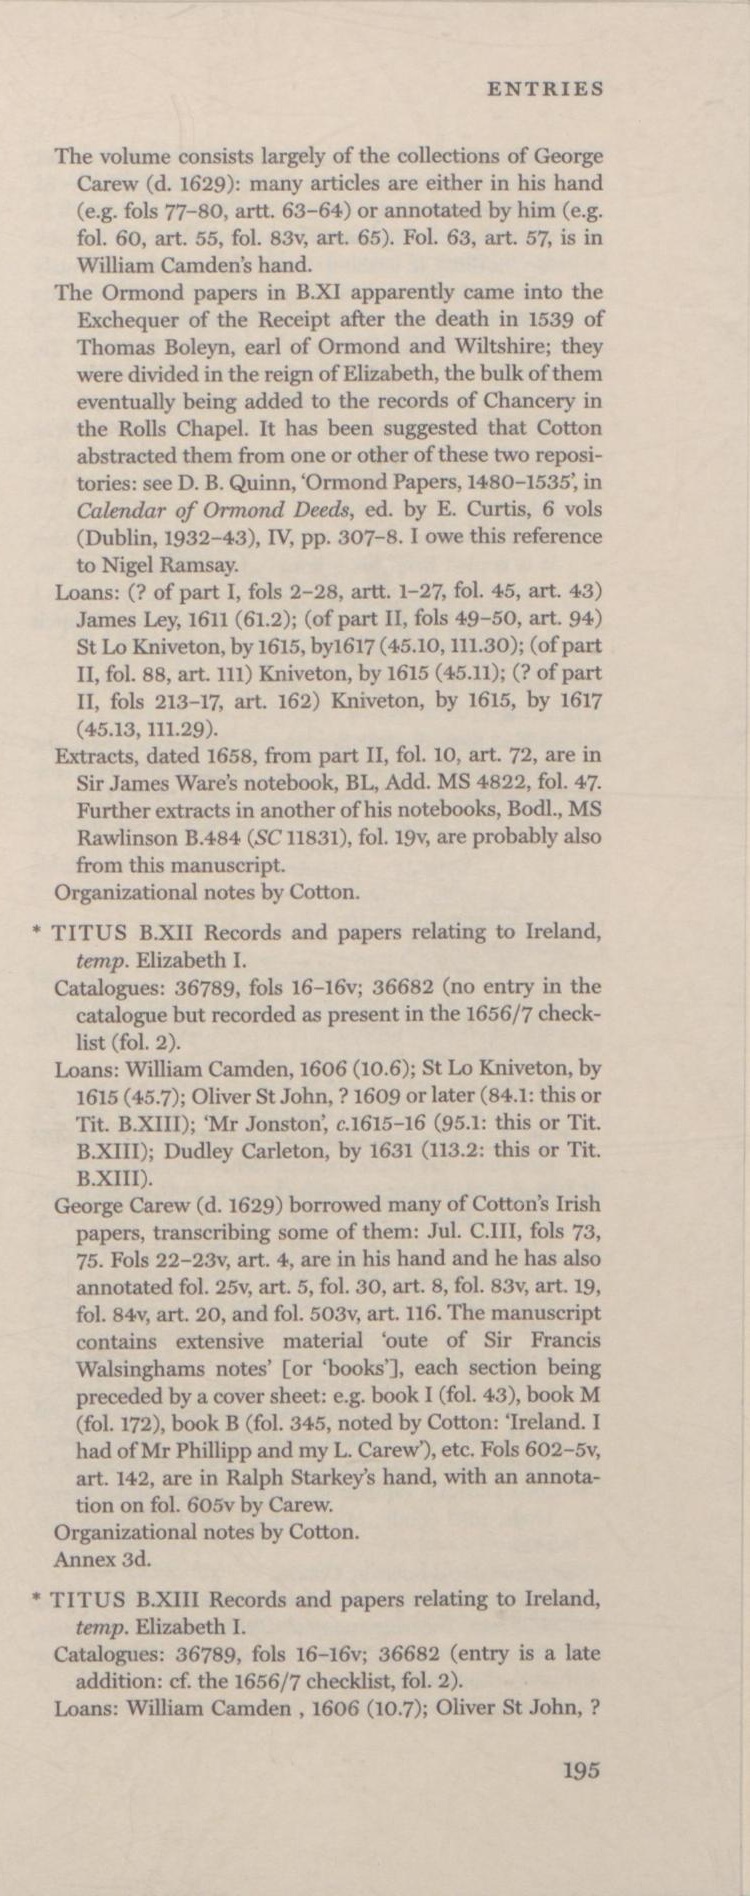 ENTRIES
The volume consists largely of the collections of George
Carew (d. 1629): many articles are either in his hand
(e.g. fols 77–80, artt. 63–64) or annotated by him (e.g.
fol. 60, art. 55, fol. 83v, art. 65). Fol. 63, art. 57, is in
William Camden's hand.
The Ormond papers in B.XI apparently came into the
Exchequer of the Receipt after the death in 1539 of
Thomas Boleyn, earl of Ormond and Wiltshire; they
were divided in the reign of Elizabeth, the bulk of them
eventually being added to the records of Chancery in
the Rolls Chapel. It has been suggested that Cotton
abstracted them from one or other of these two reposi-
tories: see D. B. Quinn, 'Ormond Papers, 1480–1535', in
Calendar of Ormond Deeds, ed. by E. Curtis, 6 vols
(Dublin, 1932–43), IV, pp. 307–8. I owe this reference
to Nigel Ramsay.
Loans: (? of part I, fols 2–28, artt. 1–27, fol. 45, art. 43)
James Ley, 1611 (61.2); (of part II, fols 49–50, art. 94)
St Lo Kniveton, by 1615, by1617 (45.10, 111.30); (of part
II, fol. 88, art. 111) Kniveton, by 1615 (45.11); (? of part
II, fols 213–17, art. 162) Kniveton, by 1615, by 1617
(45.13, 111.29).
Extracts, dated 1658, from part II, fol. 10, art. 72, are in
Sir James Ware's notebook, BL, Add. MS 4822, fol. 47.
Further extracts in another of his notebooks, Bodl., MS
Rawlinson B.484 (SC 11831), fol. 19v, are probably also
from this manuscript.
Organizational notes by Cotton.
* TITUS B.XII Records and papers relating to Ireland,
temp. Elizabeth I.
Catalogues: 36789, fols 16–16v; 36682 (no entry in the
catalogue but recorded as present in the 1656/7 check-
list (fol. 2).
Loans: William Camden, 1606 (10.6); St Lo Kniveton, by
1615 (45.7); Oliver St John, ? 1609 or later (84.1: this or
Tit. B.XIII); 'Mr Jonston', c.1615–16 (95.1: this or Tit.
B.XIII); Dudley Carleton, by 1631 (113.2: this or Tit.
B.XIII).
George Carew (d. 1629) borrowed many of Cotton's Irish
papers, transcribing some of them: Jul. C.III, fols 73,
75. Fols 22–23v, art. 4, are in his hand and he has also
annotated fol. 25v, art. 5, fol. 30, art. 8, fol. 83v, art. 19,
fol. 84v, art. 20, and fol. 503v, art. 116. The manuscript
contains extensive material 'oute of Sir Francis
Walsinghams notes' [or 'books'], each section being
preceded by a cover sheet: e.g. book I (fol. 43), book M
(fol. 172), book B (fol. 345, noted by Cotton: 'Ireland. I
had of Mr Phillipp and my L. Carew'), etc. Fols 602–5v,
art. 142, are in Ralph Starkey's hand, with an annota-
tion on fol. 605v by Carew.
Organizational notes by Cotton.
Annex 3d.
* TITUS B.XIII Records and papers relating to Ireland,
temp. Elizabeth I.
Catalogues: 36789, fols 16–16v; 36682 (entry is a late
addition: cf. the 1656/7 checklist, fol. 2).
Loans: William Camden , 1606 (10.7); Oliver St John, ?
195